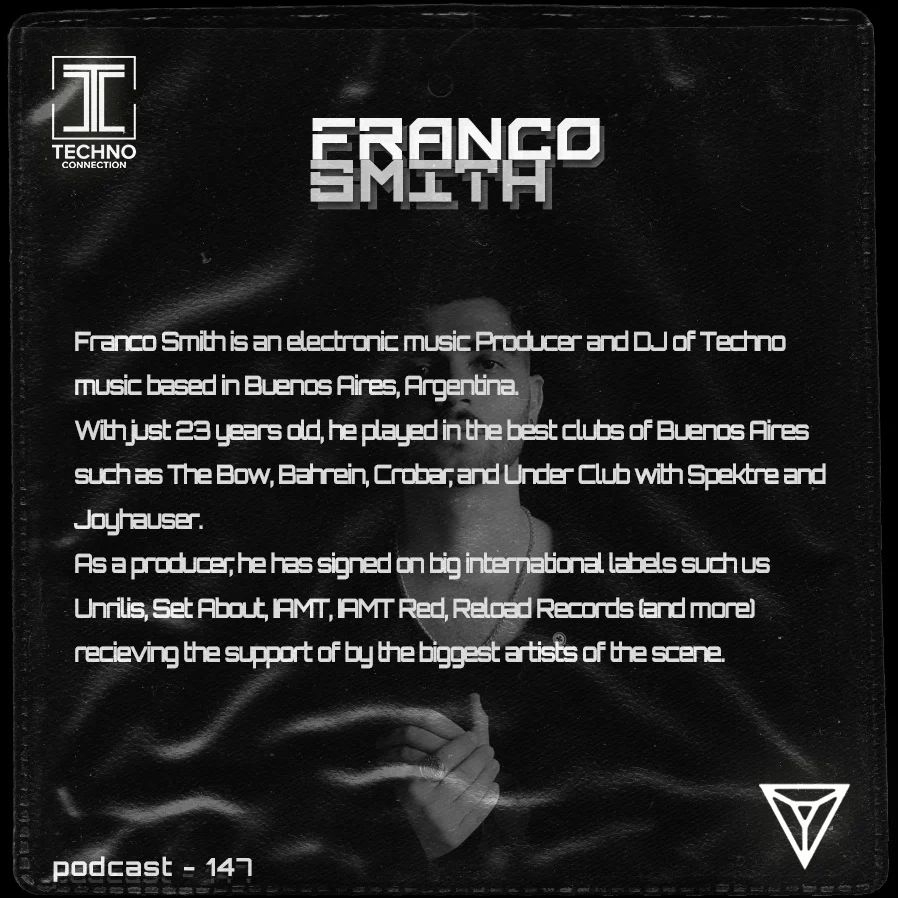 TECHNO
CONNECTION
FRANCO
SMITH
Franco Smith is an electronic music Producer and DJ of Techno
music based in Buenos Aires, Argentina.
With just 23 years old, he played in the best clubs of Buenos Aires
such as The Bow, Bahrein, Crobar, and Under Club with Spektre and
Joyhauser.
As a producer, he has signed on big international labels such us
Unrilis, Set About, IAMT, IAMT Red, Reload Records (and more)
recieving the support of by the biggest artists of the scene.
podcast - 147